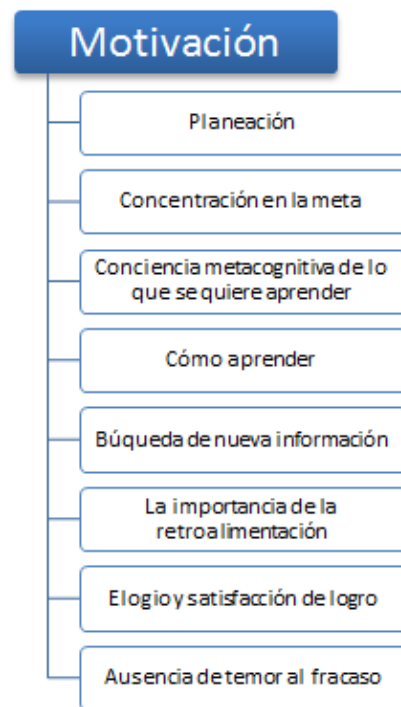 Motivación
Planeación
Concentración en la meta
Conciencia metacognitiva de lo
que se quiere aprender
Cómo aprender
Búqueda de nueva información
La importancia de la
retroalimentación
Elogio y satisfacción de logro
Ausencia de temor al fracaso